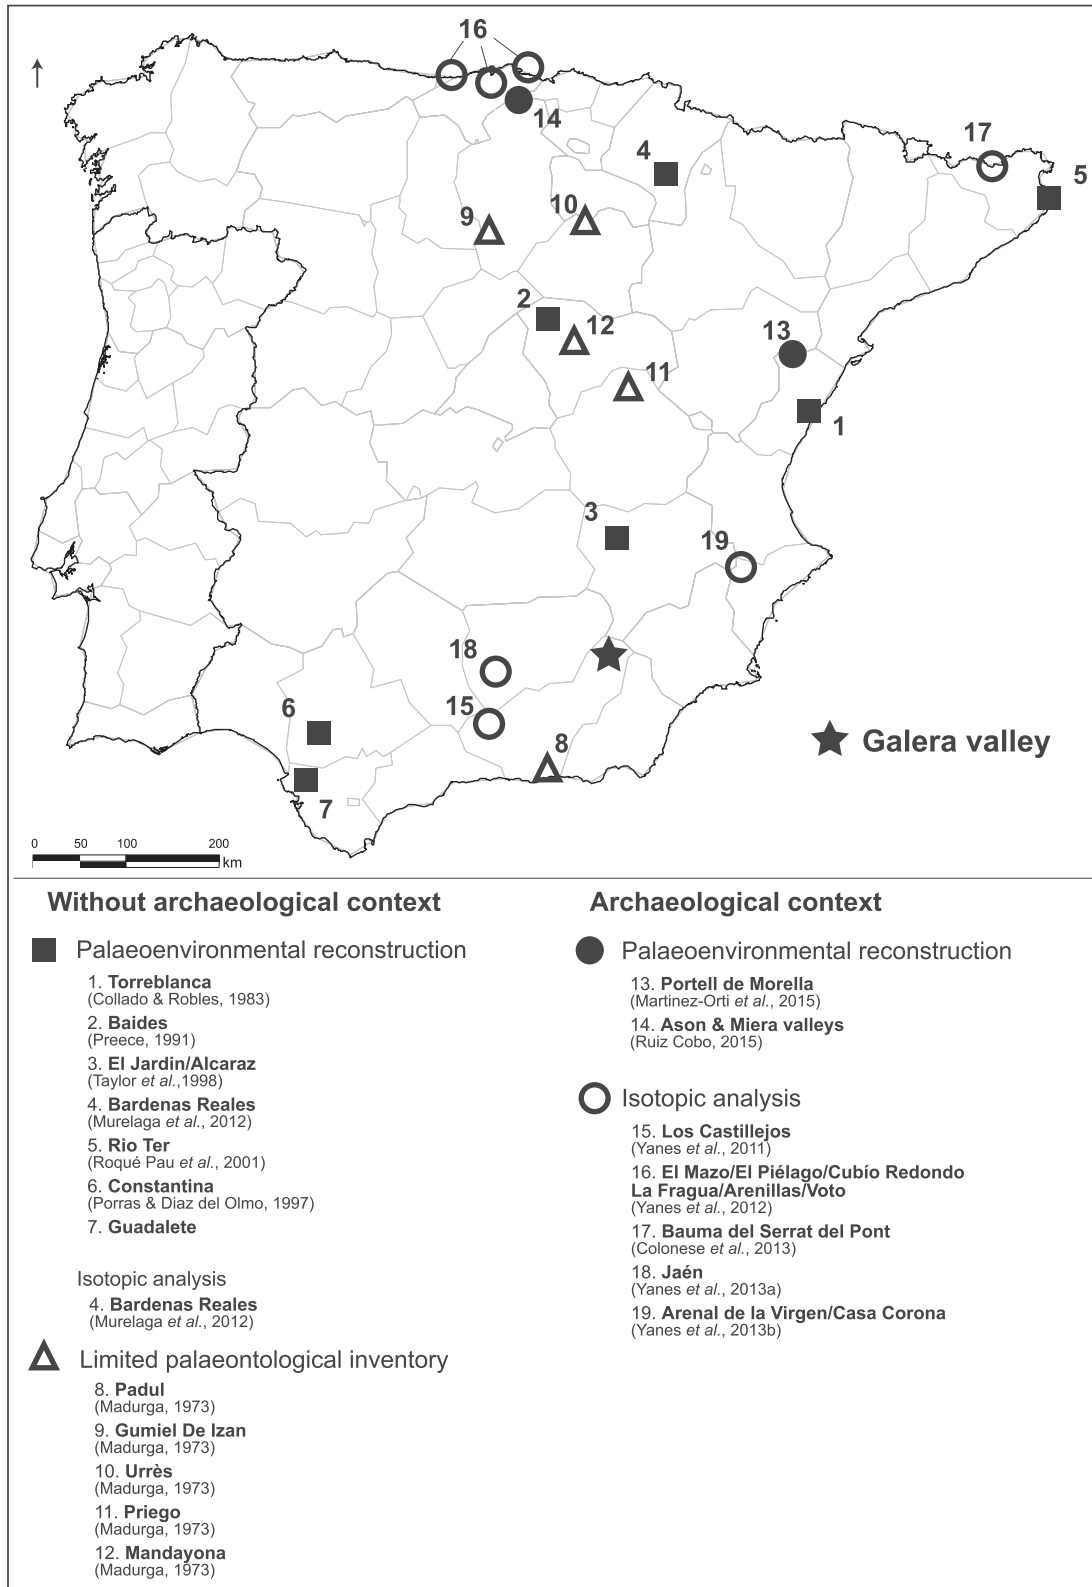 16
14
4
17
5
9
10
2
12
13
11
1
3
19
18
15
6
8
7
Galera valley
0 50 100 200
km
Without archaeological context
Palaeoenvironmental reconstruction
1. Torreblanca
(Collado & Robles, 1983)
2. Baides
(Preece, 1991)
3. El Jardin/Alcaraz
(Taylor et al.,1998)
4. Bardenas Reales
(Murelaga et al., 2012)
5. Rio Ter
(Roqué Pau et al., 2001)
6. Constantina
(Porras & Diaz del Olmo, 1997)
7. Guadalete
Isotopic analysis
4. Bardenas Reales
(Murelaga et al., 2012)
Limited palaeontological inventory
8. Padul
(Madurga, 1973)
9. Gumiel De Izan
(Madurga, 1973)
10. Urrès
(Madurga, 1973)
11. Priego
(Madurga, 1973)
12. Mandayona
(Madurga, 1973)
Archaeological context
Palaeoenvironmental reconstruction
13. Portell de Morella
(Martinez-Orti et al., 2015)
14. Ason & Miera valleys
(Ruiz Cobo, 2015)
Isotopic analysis
15. Los Castillejos
(Yanes et al., 2011)
16. El Mazo/El Piélago/Cubío Redondo
La Fragua/Arenillas/Voto
(Yanes et al., 2012)
17. Bauma del Serrat del Pont
(Colonese et al., 2013)
18. Jaén
(Yanes et al., 2013a)
19. Arenal de la Virgen/Casa Corona
(Yanes et al., 2013b)